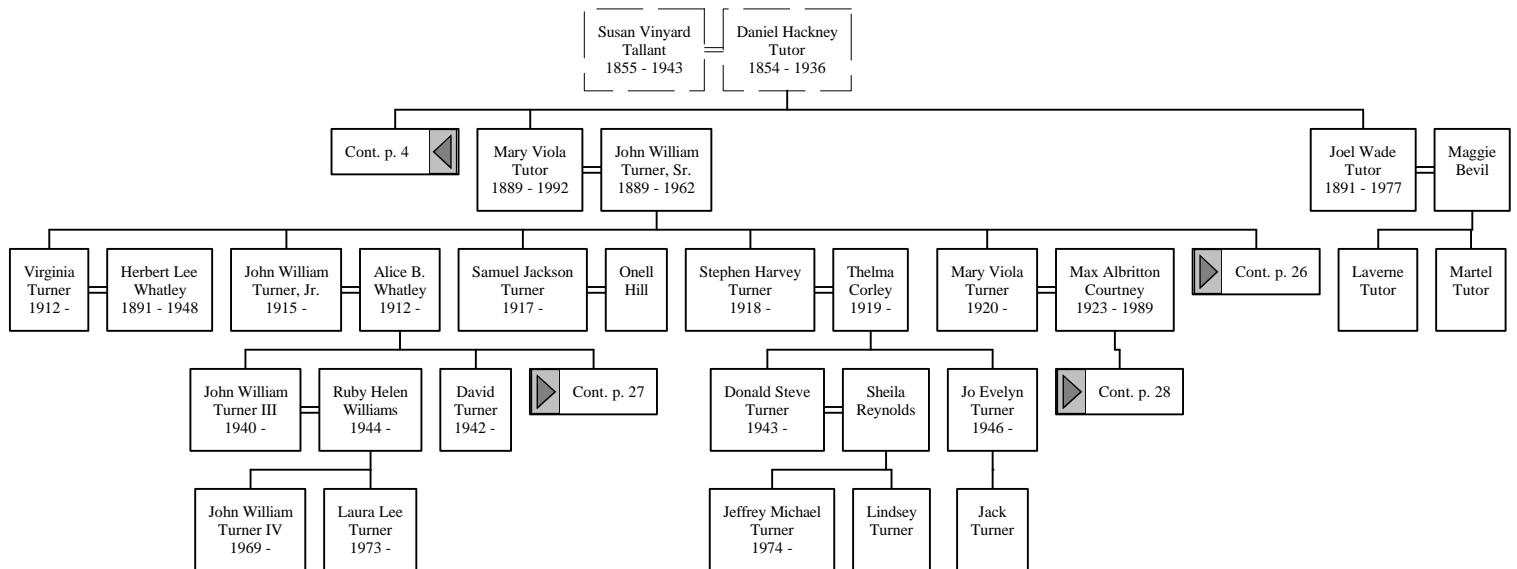 Susan Vinyard
Tallant
1855 - 1943
Daniel Hackney
Tutor
1854 - 1936
Cont. p. 4
Mary Viola
Tutor
1889 - 1992
John William
Turner, Sr.
1889 - 1962
Joel Wade
Tutor
1891 - 1977
Maggie
Bevil
Virginia
Turner
1912 -
Herbert Lee
Whatley
1891 - 1948
John William
Turner, Jr.
1915 -
Alice B.
Whatley
1912 -
Samuel Jackson
Turner
1917 -
Onell
Hill
Stephen Harvey
Turner
1918 -
Thelma
Corley
1919 -
Mary Viola
Turner
1920 -
Max Albritton
Courtney
1923 - 1989
Cont. p. 26
Laverne
Tutor
Martel
Tutor
John William
Turner III
1940 -
Ruby Helen
Williams
1944 -
David
Turner
1942 -
Cont. p. 27
Donald Steve
Turner
1943 -
Sheila
Reynolds
Jo Evelyn
Turner
1946 -
Cont. p. 28
John William
Turner IV
1969 -
Laura Lee
Turner
1973 -
Jeffrey Michael
Turner
1974 -
Lindsey
Turner
Jack
Turner